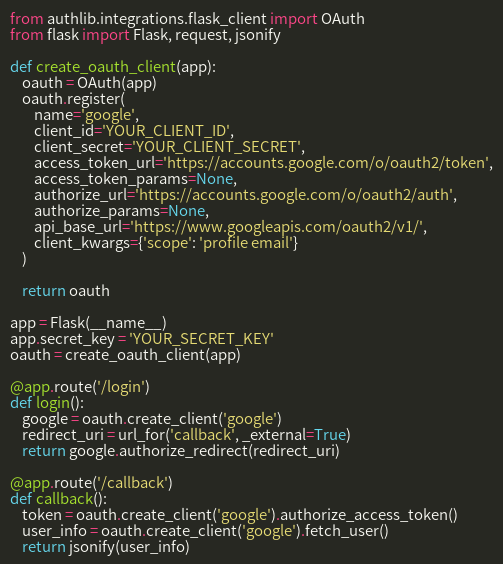 from authlib.integrations.flask_client import OAuth
from flask import Flask, request, jsonify

def create_oauth_client(app):
    oauth = OAuth(app)
    oauth.register(
        name='google',
        client_id='YOUR_CLIENT_ID',
        client_secret='YOUR_CLIENT_SECRET',
        access_token_url='https://accounts.google.com/o/oauth2/token',
        access_token_params=None,
        authorize_url='https://accounts.google.com/o/oauth2/auth',
        authorize_params=None,
        api_base_url='https://www.googleapis.com/oauth2/v1/',
        client_kwargs={'scope': 'profile email'}
    )

    return oauth

app = Flask(__name__)
app.secret_key = 'YOUR_SECRET_KEY'
oauth = create_oauth_client(app)

@app.route('/login')
def login():
    google = oauth.create_client('google')
    redirect_uri = url_for('callback', _external=True)
    return google.authorize_redirect(redirect_uri)

@app.route('/callback')
def callback():
    token = oauth.create_client('google').authorize_access_token()
    user_info = oauth.create_client('google').fetch_user()
    return jsonify(user_info)